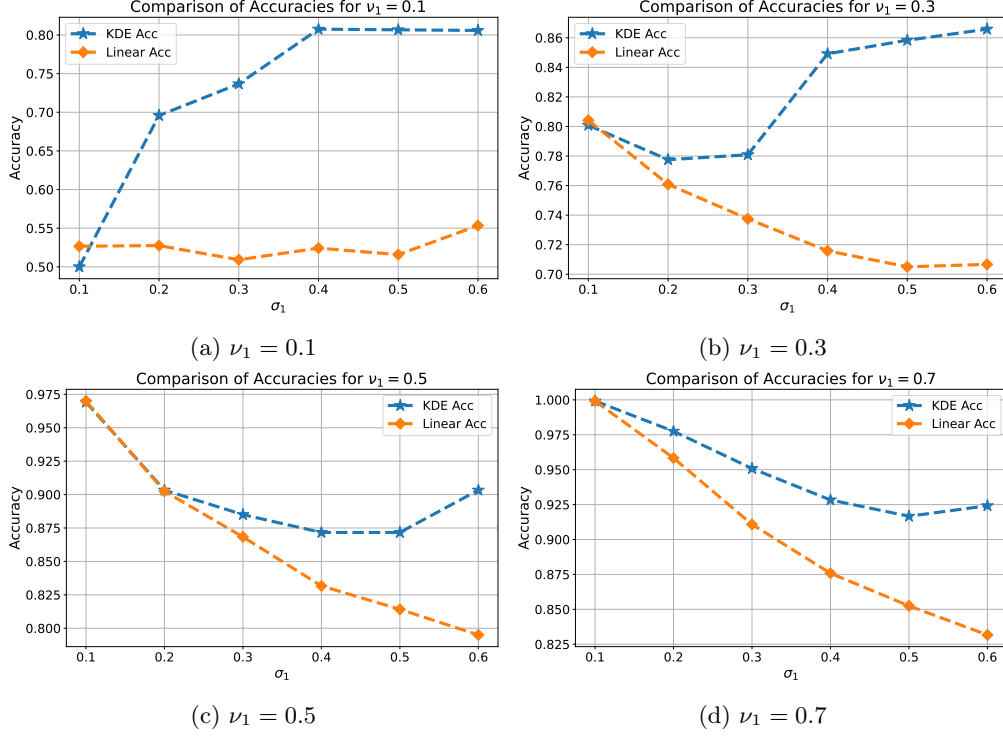 Comparison of Accuracies for ν₁ = 0.1
KDE Acc
Linear Acc
Accuracy
0.80
0.75
0.70
0.65
0.60
0.55
0.50
0.1 0.2 0.3 0.4 0.5 0.6
σ₁
(a) ν₁ = 0.1
Comparison of Accuracies for ν₁ = 0.3
KDE Acc
Linear Acc
Accuracy
0.86
0.84
0.82
0.80
0.78
0.76
0.74
0.72
0.70
0.1 0.2 0.3 0.4 0.5 0.6
σ₁
(b) ν₁ = 0.3
Comparison of Accuracies for ν₁ = 0.5
KDE Acc
Linear Acc
Accuracy
0.975
0.950
0.925
0.900
0.875
0.850
0.825
0.800
0.1 0.2 0.3 0.4 0.5 0.6
σ₁
(c) ν₁ = 0.5
Comparison of Accuracies for ν₁ = 0.7
KDE Acc
Linear Acc
Accuracy
1.000
0.975
0.950
0.925
0.900
0.875
0.850
0.825
0.1 0.2 0.3 0.4 0.5 0.6
σ₁
(d) ν₁ = 0.7